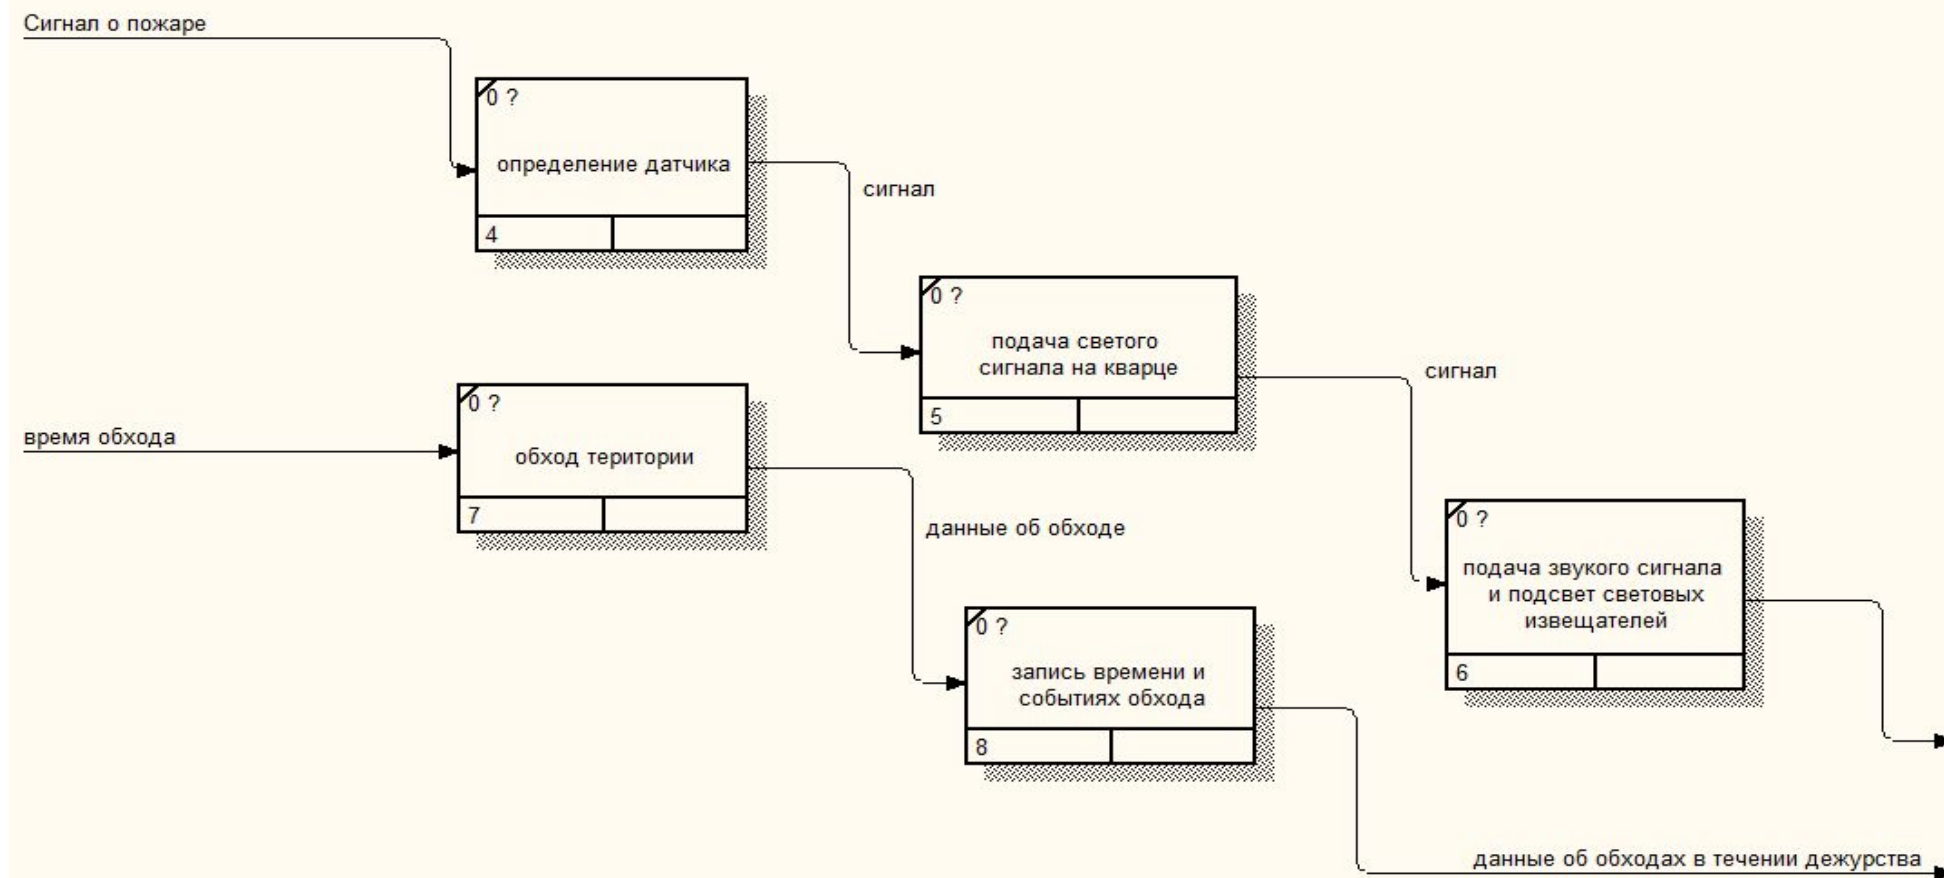 Сигнал о пожаре
0 ?
определение датчика
4
сигнал
0 ?
подача светого
сигнала на кварце
5
сигнал
время обхода
0 ?
обход територии
7
данные об обходе
0 ?
подача звукого сигнала
и подсвет световых
извещателей
6
0 ?
запись времени и
событиях обхода
8
данные об обходах в течении дежурства